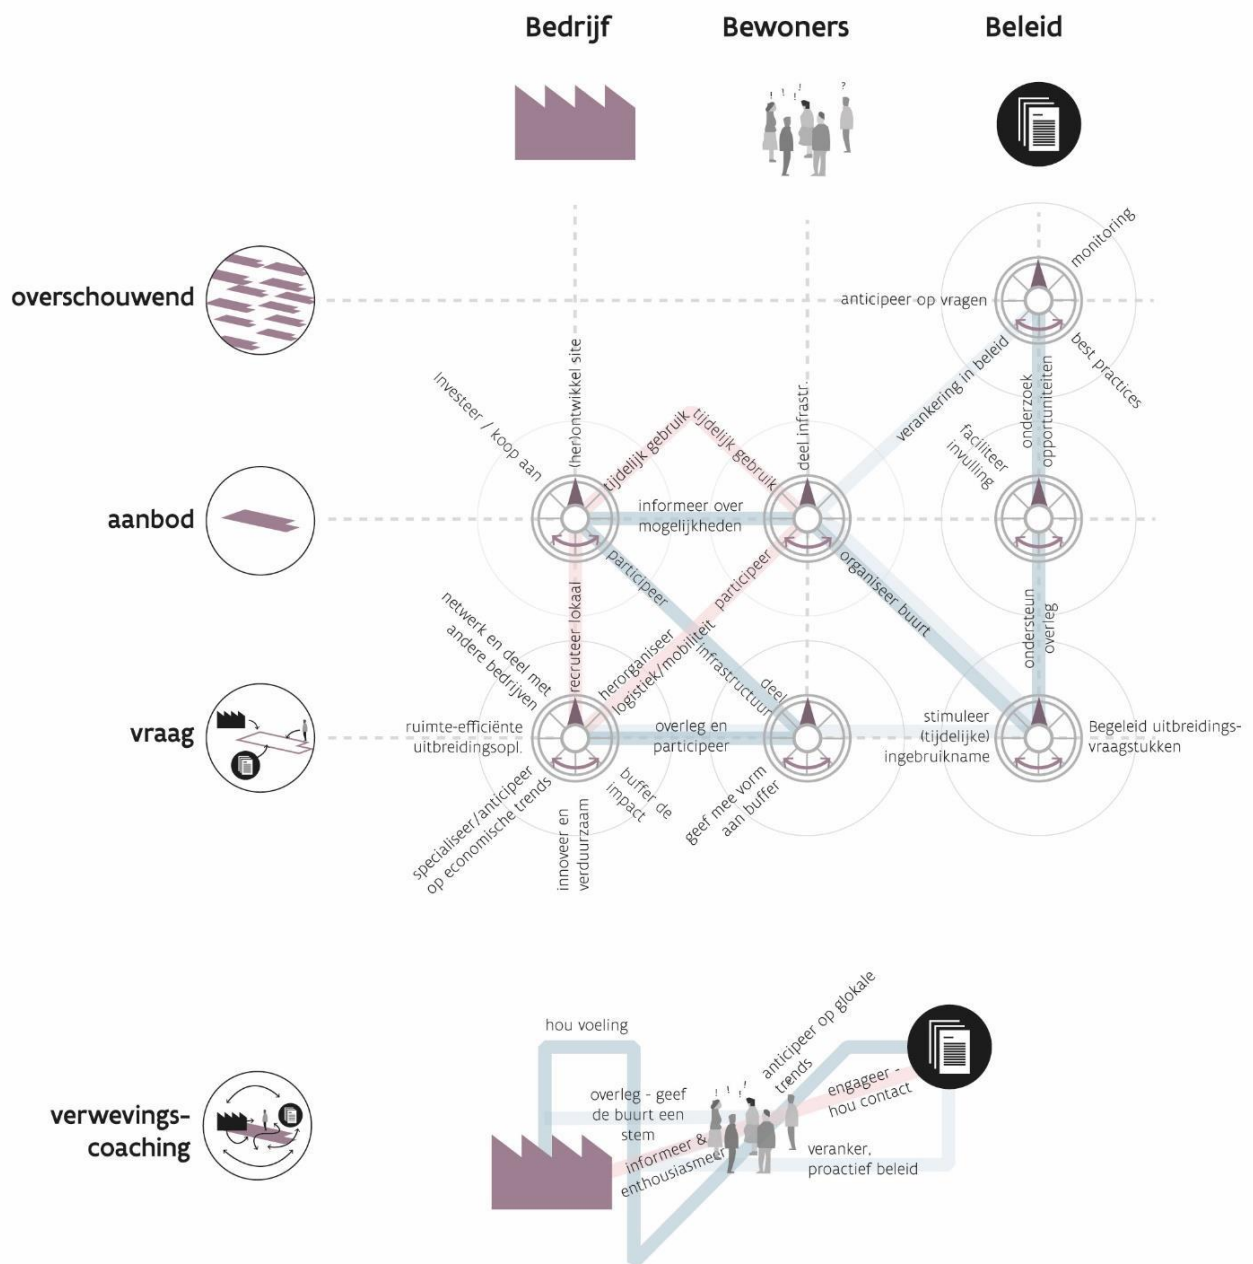 Bedrijf
Bewoners
Beleid
! ! ! !
?
overschouwend
monitoring
anticipeer op vragen
best practices
verankering in beleid
onderzoek
opportuniteiten
Investeer / koop aan
(her)ontwikkel site
tijdelijk gebruik
tijdelijk gebruik
deel infrastr.
faciliteer
invulling
aanbod
informeer over
mogelijkheden
participeer
recruteer lokaal
participeer
organiseer buurt
ondersteun
overleg
netwerk en deel met
andere bedrijven
herorganiseer
logistiek/mobiliteit
deel
infrastructuur
vraag
ruimte-efficiënte
uitbreidingsopl.
overleg en
participeer
stimuleer
(tijdelijke)
ingebruikname
Begeleid uitbreidings-
vraagstukken
specialiseer/anticipeer
op economische trends
innoveer en
verduurzaam
buffer de
impact
geef mee vorm
aan buffer
hou voeling
anticipeer op glokale
trends
overleg - geef
de buurt een
stem
! ! !
engageer -
hou contact
verwevings-
coaching
informeer &
enthousiasmeer
veranker,
proactief beleid